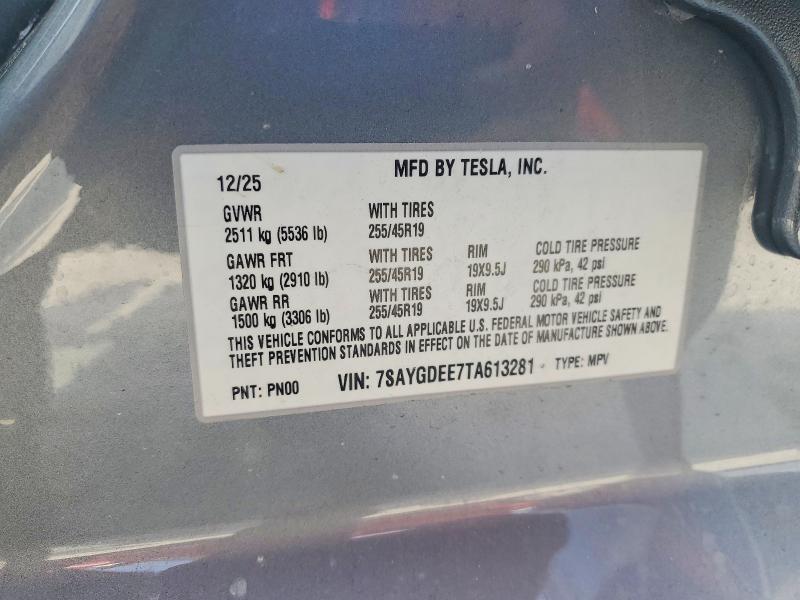 MFD BY TESLA, INC.
12/25
GVWR WITH TIRES
2511 kg (5536 lb) 255/45R19
GAWR FRT WITH TIRES RIM COLD TIRE PRESSURE
1320 kg (2910 lb) 255/45R19 19X9.5J 290 kPa, 42 psi
GAWR RR WITH TIRES RIM COLD TIRE PRESSURE
1500 kg (3306 lb) 255/45R19 19X9.5J 290 kPa, 42 psi
THIS VEHICLE CONFORMS TO ALL APPLICABLE U.S. FEDERAL MOTOR VEHICLE SAFETY AND
THEFT PREVENTION STANDARDS IN EFFECT ON THE DATE OF MANUFACTURE SHOWN ABOVE.
PNT: PN00 VIN: 7SAYGDEE7TA613281 TYPE: MPV